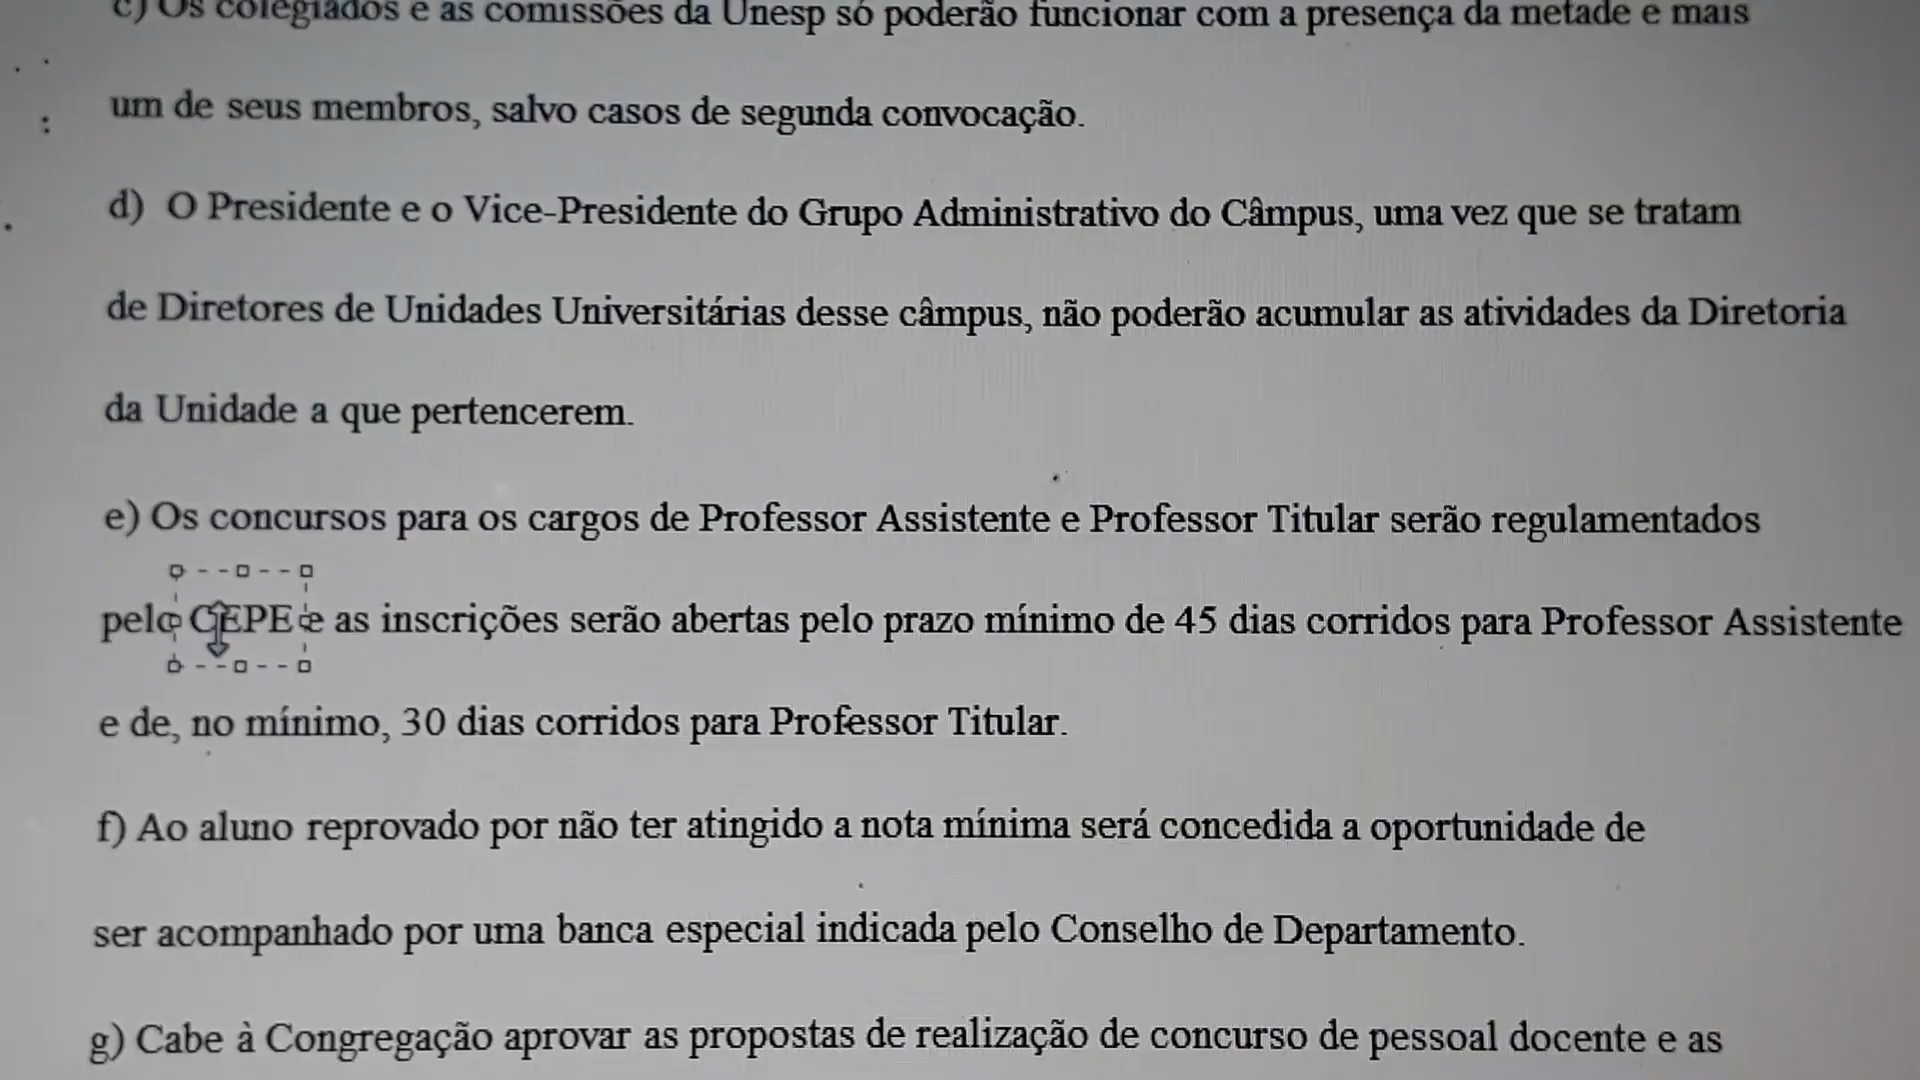 c) Os colegiados e as comissões da Unesp só poderão funcionar com a presença da metade e mais
um de seus membros, salvo casos de segunda convocação.
d) O Presidente e o Vice-Presidente do Grupo Administrativo do Câmpus, uma vez que se tratam
de Diretores de Unidades Universitárias desse câmpus, não poderão acumular as atividades da Diretoria
da Unidade a que pertencerem.
e) Os concursos para os cargos de Professor Assistente e Professor Titular serão regulamentados
pelo CEPE e as inscrições serão abertas pelo prazo mínimo de 45 dias corridos para Professor Assistente
e de, no mínimo, 30 dias corridos para Professor Titular.
f) Ao aluno reprovado por não ter atingido a nota mínima será concedida a oportunidade de
ser acompanhado por uma banca especial indicada pelo Conselho de Departamento.
g) Cabe à Congregação aprovar as propostas de realização de concurso de pessoal docente e as